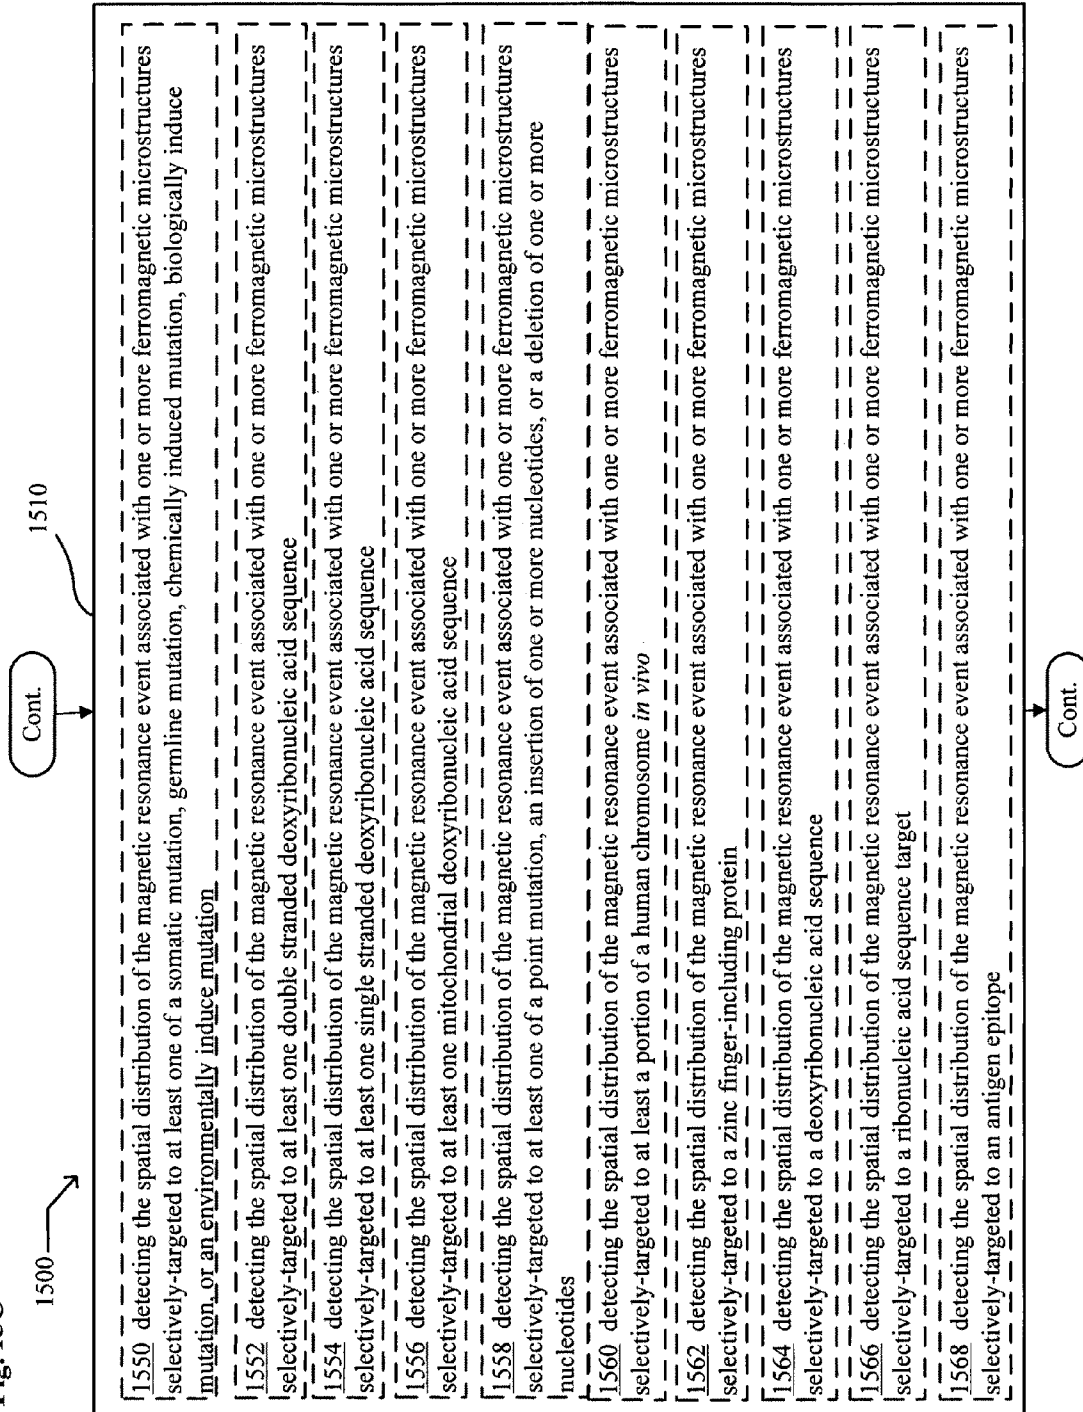 1500
Cont.
1510
1550 detecting the spatial distribution of the magnetic resonance event associated with one or more ferromagnetic microstructures
selectively-targeted to at least one of a somatic mutation, germline mutation, chemically induced mutation, biologically induce
mutation, or an environmentally induce mutation
1552 detecting the spatial distribution of the magnetic resonance event associated with one or more ferromagnetic microstructures
selectively-targeted to at least one double stranded deoxyribonucleic acid sequence
1554 detecting the spatial distribution of the magnetic resonance event associated with one or more ferromagnetic microstructures
selectively-targeted to at least one single stranded deoxyribonucleic acid sequence
1556 detecting the spatial distribution of the magnetic resonance event associated with one or more ferromagnetic microstructures
selectively-targeted to at least one mitochondrial deoxyribonucleic acid sequence
1558 detecting the spatial distribution of the magnetic resonance event associated with one or more ferromagnetic microstructures
selectively-targeted to at least one of a point mutation, an insertion of one or more nucleotides, or a deletion of one or more
nucleotides
1560 detecting the spatial distribution of the magnetic resonance event associated with one or more ferromagnetic microstructures
selectively-targeted to at least a portion of a human chromosome in vivo
1562 detecting the spatial distribution of the magnetic resonance event associated with one or more ferromagnetic microstructures
selectively-targeted to a zinc finger-including protein
1564 detecting the spatial distribution of the magnetic resonance event associated with one or more ferromagnetic microstructures
selectively-targeted to a deoxyribonucleic acid sequence
1566 detecting the spatial distribution of the magnetic resonance event associated with one or more ferromagnetic microstructures
selectively-targeted to a ribonucleic acid sequence target
1568 detecting the spatial distribution of the magnetic resonance event associated with one or more ferromagnetic microstructures
selectively-targeted to an antigen epitope
Cont.